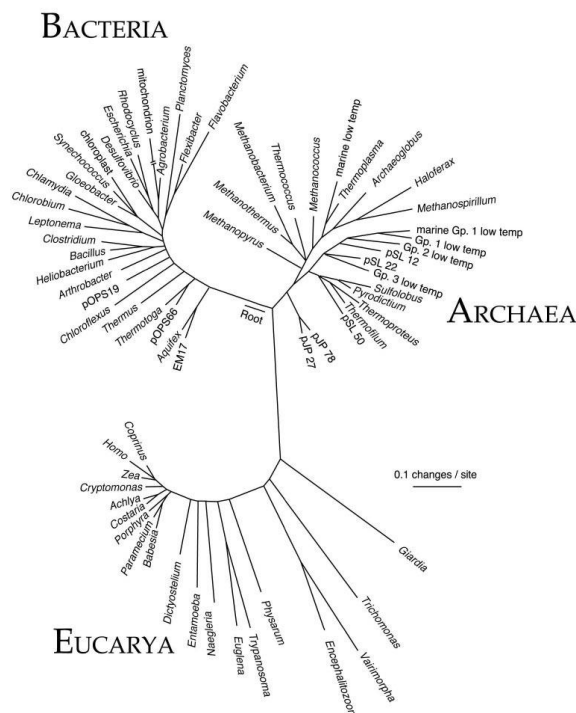 BACTERIA
Planctomyces
mitochondrion
Agrobacterium
Rhodocyclus
Escherichia
Desulfovibrio
Flexibacter
Flavobacterium
chloroplast
Synechococcus
Gloeobacter
Chlamydia
Chlorobium
Leptonema
Clostridium
Bacillus
Heliobacterium
Arthrobacter
pOPS19
Chloroflexus
Thermus
Thermotoga
pOPS66
Aquifex
EM17
Root
Methanobacterium
Thermococcus
Methanococcus
marine low temp
Thermoplasma
Archaeoglobus
Haloferax
Methanospirillum
Methanothermus
Methanopyrus
marine Gp. 1 low temp
Gp. 1 low temp
Gp. 2 low temp
pSL 12
pSL 22
Gp. 3 low temp
Sulfolobus
Pyrodictium
Thermoproteus
Thermofilum
pSL 50
pJP 78
pJP 27
ARCHAEA
Coprinus
Homo
Zea
Cryptomonas
Achlya
Costaria
Porphyra
Paramecium
Babesia
Dictyostelium
Entamoeba
Naegleria
Euglena
Trypanosoma
Physarum
Encephalitozoon
Vairimorpha
Trichomonas
Giardia
0.1 changes / site
EUCARYA